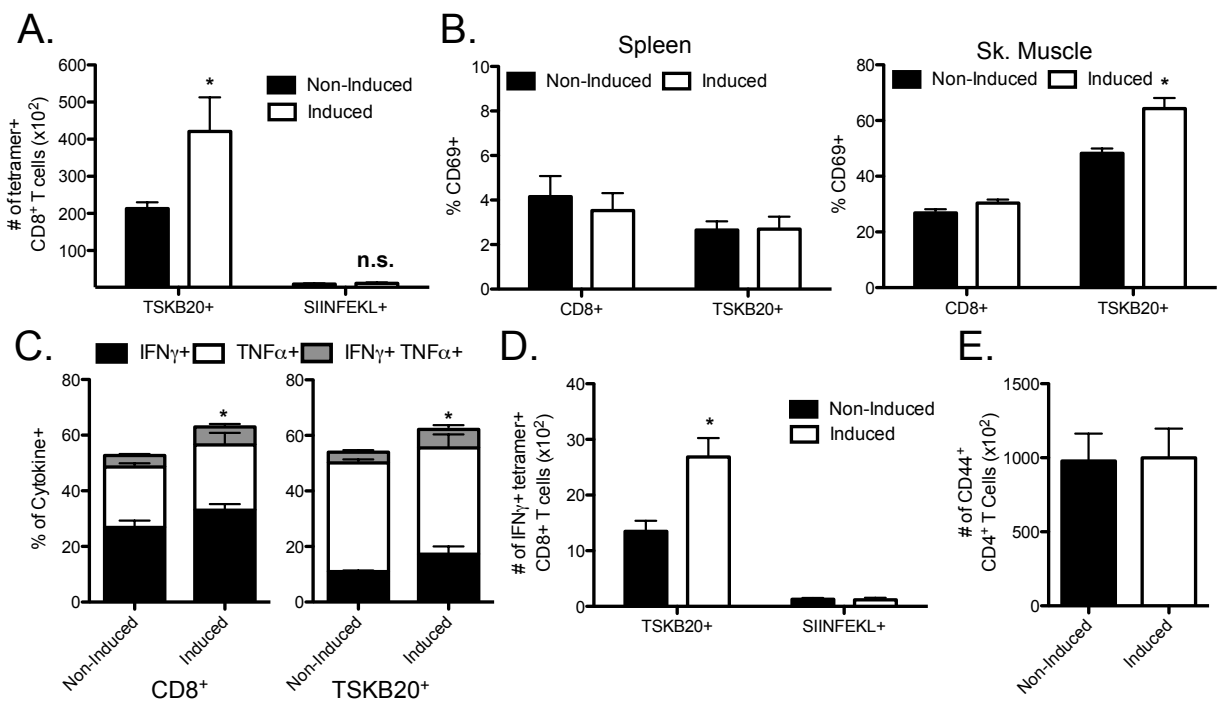 A.
# of tetramer+
CD8⁺ T cells (x10²)
600
500
400
300
200
100
*
n.s.
Non-Induced
Induced
TSKB20+
SIINFEKL+
B.
Spleen
% CD69+
10
8
6
4
2
0
Non-Induced
Induced
CD8+
TSKB20+
Sk. Muscle
% CD69+
80
60
40
20
0
Non-Induced
Induced
*
CD8+
TSKB20+
C.
IFNγ+
TNFα+
IFNγ+ TNFα+
% of Cytokine+
80
60
40
20
0
*
Non-Induced
Induced
CD8⁺
80
60
40
20
0
*
Non-Induced
Induced
TSKB20⁺
D.
# of IFNγ+ tetramer+
CD8+ T cells (x10²)
40
30
20
10
0
*
Non-Induced
Induced
TSKB20+
SIINFEKL+
E.
# of CD44⁺
CD4⁺ T Cells (x10²)
1500
1000
500
0
Non-Induced
Induced